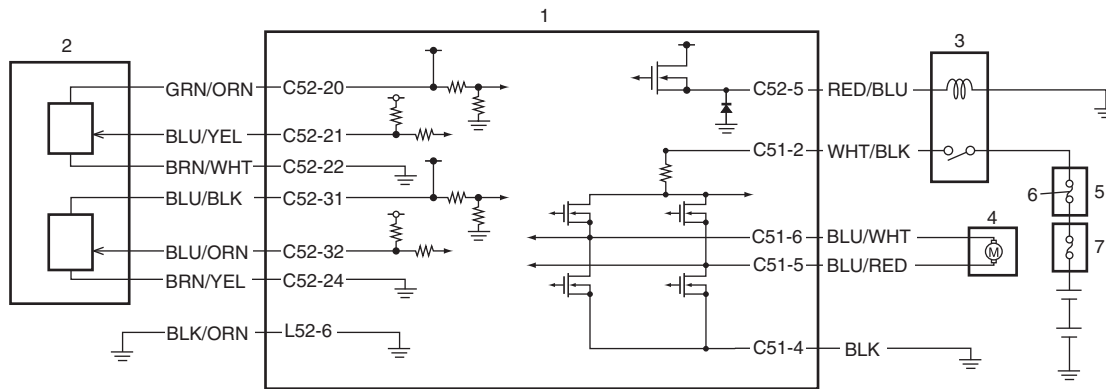 1
2
3
GRN/ORN C52-20
C52-5 RED/BLU
BLU/YEL C52-21
BRN/WHT C52-22
C51-2 WHT/BLK
BLU/BLK C52-31
6
5
4
C51-6 BLU/WHT
M
7
BLU/ORN C52-32
C51-5 BLU/RED
BRN/YEL C52-24
BLK/ORN L52-6
C51-4 BLK